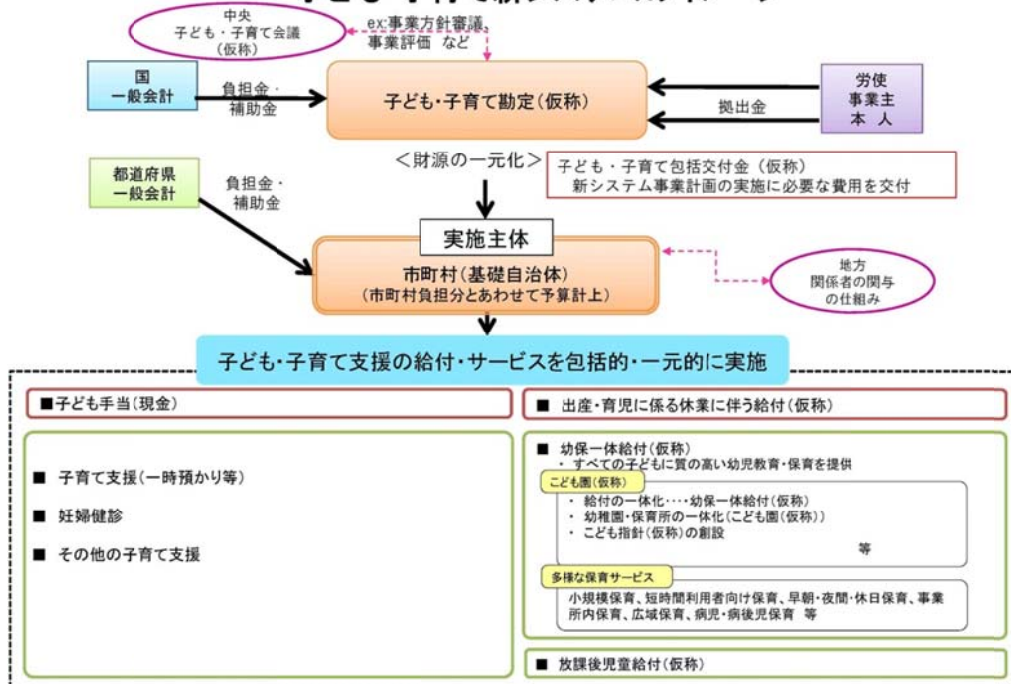 中央
子ども・子育て会議
(仮称)
ex:事業方針審議、
事業評価 など
国
一般会計
負担金・
補助金
子ども・子育て勘定(仮称)
拠出金
労使
事業主
本 人
都道府県
一般会計
負担金・
補助金
<財源の一元化>
子ども・子育て包括交付金(仮称)
新システム事業計画の実施に必要な費用を交付
実施主体
市町村(基礎自治体)
(市町村負担分とあわせて予算計上)
地方
関係者の関与
の仕組み
子ども・子育て支援の給付・サービスを包括的・一元的に実施
■子ども手当(現金)
■ 子育て支援(一時預かり等)
■ 妊婦健診
■ その他の子育て支援
■ 出産・育児に係る休業に伴う給付(仮称)
■ 幼保一体給付(仮称)
・ すべての子どもに質の高い幼児教育・保育を提供
こども園(仮称)
・ 給付の一体化‥‥幼保一体給付(仮称)
・ 幼稚園・保育所の一体化(こども園(仮称))
・ こども指針(仮称)の創設
等
多様な保育サービス
小規模保育、短時間利用者向け保育、早朝・夜間・休日保育、事業
所内保育、広域保育、病児・病後児保育 等
■ 放課後児童給付(仮称)